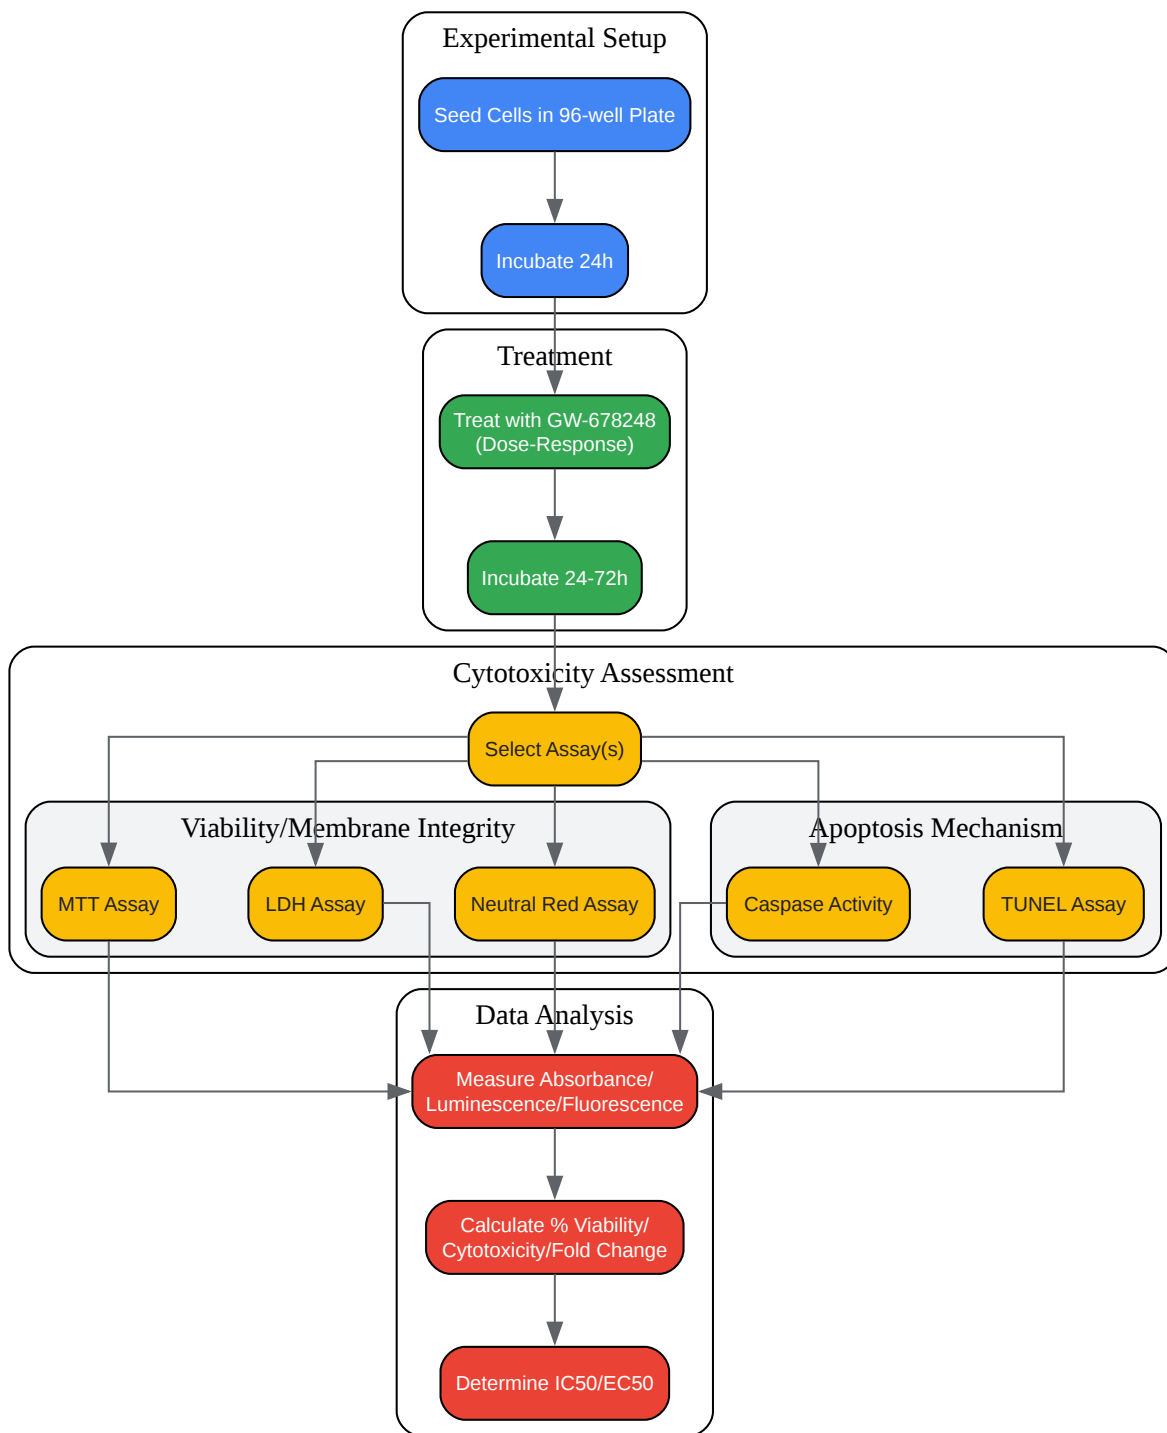 Experimental Setup
Seed Cells in 96-well Plate
Incubate 24h
Treatment
Treat with GW-678248
(Dose-Response)
Incubate 24-72h
Cytotoxicity Assessment
Select Assay(s)
Viability/Membrane Integrity
Apoptosis Mechanism
MTT Assay
LDH Assay
Neutral Red Assay
Caspase Activity
TUNEL Assay
Data Analysis
Measure Absorbance/
Luminescence/Fluorescence
Calculate % Viability/
Cytotoxicity/Fold Change
Determine IC50/EC50